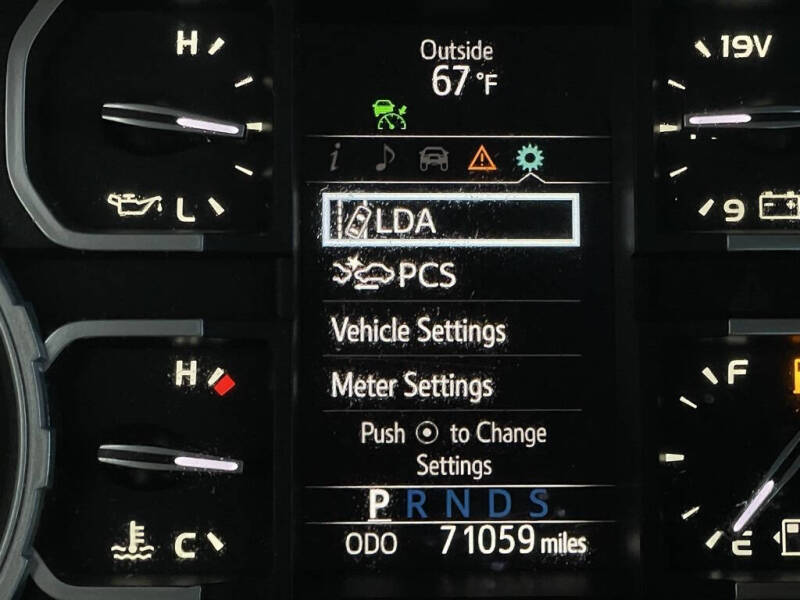 H
L
Outside
67 °F
i
LDA
PCS
Vehicle Settings
Meter Settings
Push to Change
Settings
P R N D S
ODO 71059 miles
19V
9
H
C
F
E